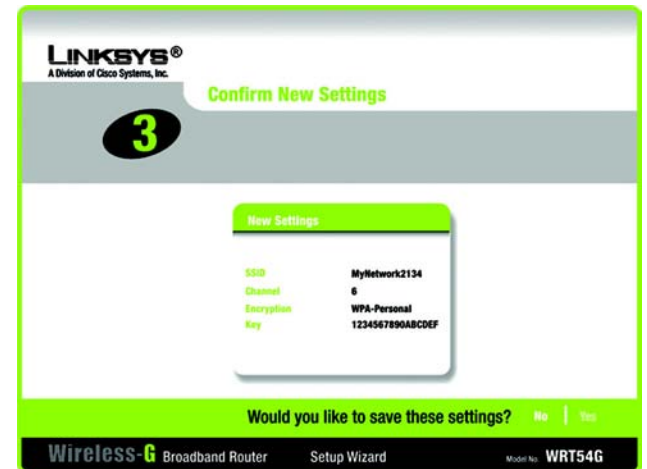 LINKSYS®
A Division of Cisco Systems, Inc.
Confirm New Settings
3
New Settings
SSID MyNetwork2134
Channel 6
Encryption WPA-Personal
Key 1234567890ABCDEF
Would you like to save these settings? No Yes
Wireless-G Broadband Router Setup Wizard Model No. WRT54G